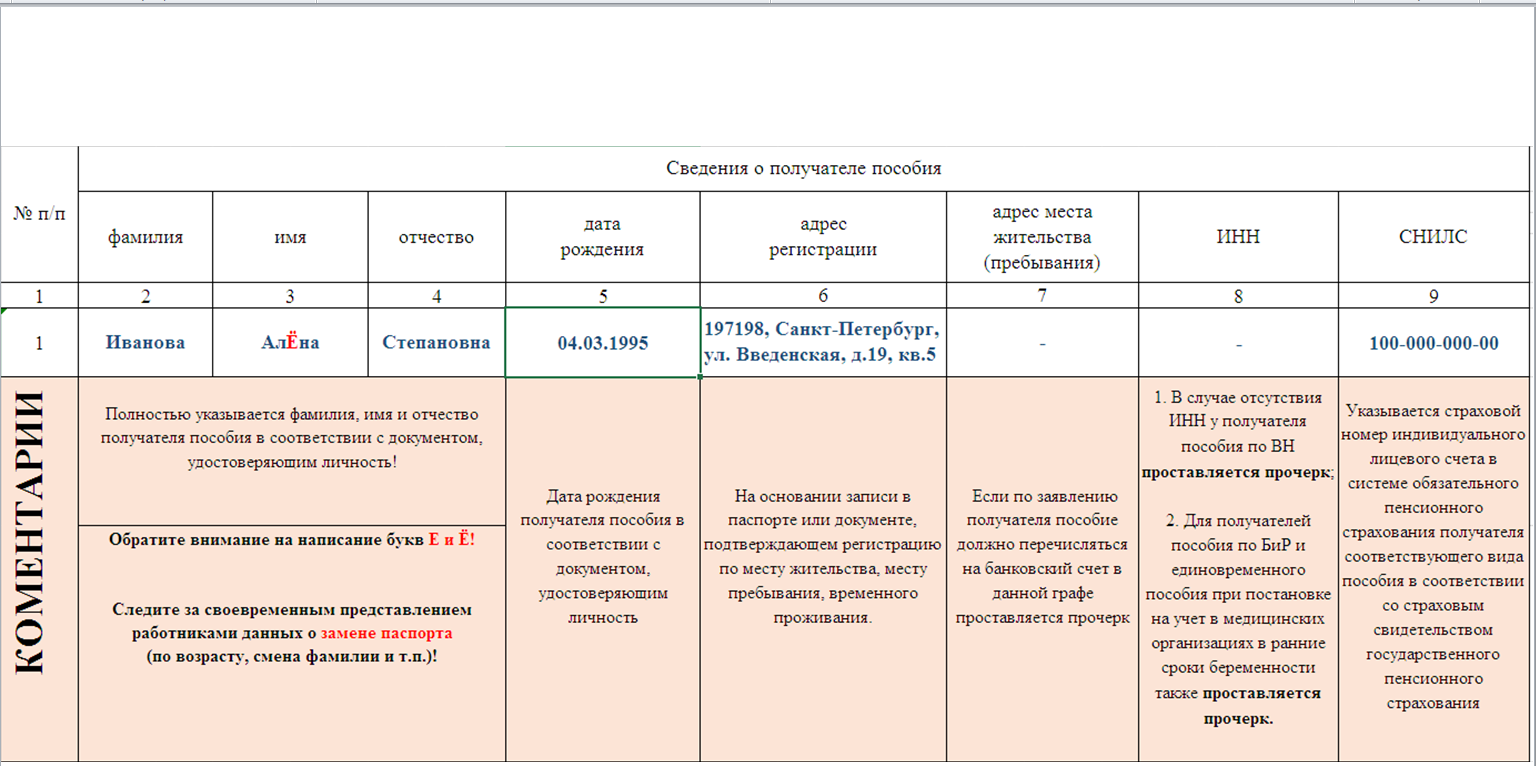 Сведения о получателе пособия
№ п/п
фамилия
имя
отчество
дата
рождения
адрес
регистрации
адрес места
жительства
(пребывания)
ИНН
СНИЛС
1
2
3
4
5
6
7
8
9
1
Иванова
АлЁна
Степановна
04.03.1995
197198, Санкт-Петербург,
ул. Введенская, д.19, кв.5
-
-
100-000-000-00
КОМЕНТАРИИ
Полностью указывается фамилия, имя и отчество
получателя пособия в соответствии с документом,
удостоверяющим личность!
Обратите внимание на написание букв Е и Ё!
Следите за своевременным представлением
работниками данных о замене паспорта
(по возрасту, смена фамилии и т.п.)!
Дата рождения
получателя пособия в
соответствии с
документом,
удостоверяющим
личность
На основании записи в
паспорте или документе,
подтверждающем регистрацию
по месту жительства, месту
пребывания, временного
проживания.
Если по заявлению
получателя пособие
должно перечисляться
на банковский счет в
данной графе
проставляется прочерк
1. В случае отсутствия
ИНН у получателя
пособия по ВН
проставляется прочерк;
2. Для получателей
пособия по БиР и
единовременного
пособия при постановке
на учет в медицинских
организациях в ранние
сроки беременности
также проставляется
прочерк.
Указывается страховой
номер индивидуального
лицевого счета в
системе обязательного
пенсионного
страхования получателя
соответствующего вида
пособия в соответствии
со страховым
свидетельством
государственного
пенсионного
страхования